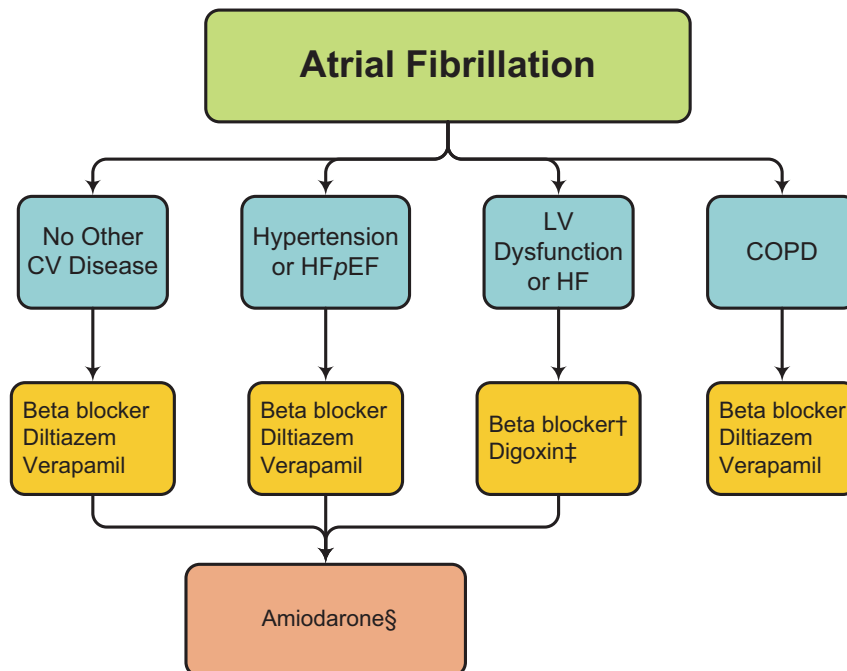 Atrial Fibrillation
No Other
CV Disease
Hypertension
or HFpEF
LV
Dysfunction
or HF
COPD
Beta blocker
Diltiazem
Verapamil
Beta blocker
Diltiazem
Verapamil
Beta blocker†
Digoxin‡
Beta blocker
Diltiazem
Verapamil
Amiodarone§